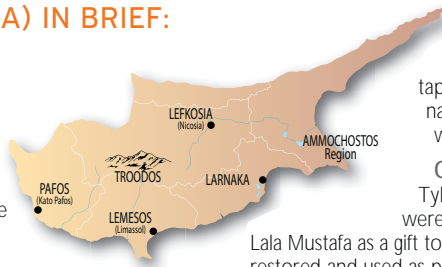 A) IN BRIEF:
LEFKOSIA
(Nicosia)
AMMOCHOSTOS
Region
TROODOS
LARNAKA
PAFOS
(Kato Pafos)
LEMESOS
(Limassol)
e
tap
na
w
C
Tyl
were
Lala Mustafa as a gift to
restored and used as p